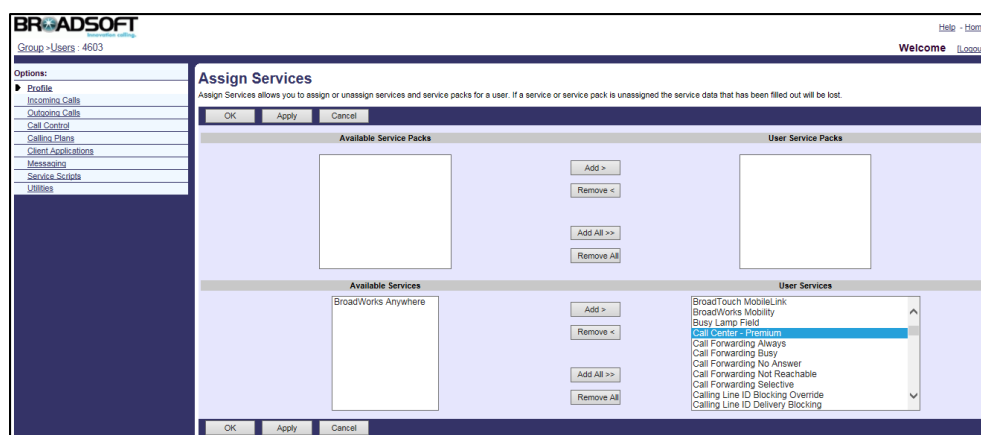 BROADSOFT
innovation calling.
Help - Hom
Group >Users : 4603
Welcome [Logou
Options:
Profile
Incoming Calls
Outgoing Calls
Call Control
Calling Plans
Client Applications
Messaging
Service Scripts
Utilities
Assign Services
Assign Services allows you to assign or unassign services and service packs for a user. If a service or service pack is unassigned the service data that has been filled out will be lost.
OK Apply Cancel
Available Service Packs
User Service Packs
Add >
Remove <
Add All >>
Remove All
Available Services
User Services
BroadWorks Anywhere
Add >
Remove <
Add All >>
Remove All
BroadTouch MobileLink
BroadWorks Mobility
Busy Lamp Field
Call Center - Premium
Call Forwarding Always
Call Forwarding Busy
Call Forwarding No Answer
Call Forwarding Not Reachable
Call Forwarding Selective
Calling Line ID Blocking Override
Calling Line ID Delivery Blocking
OK Apply Cancel